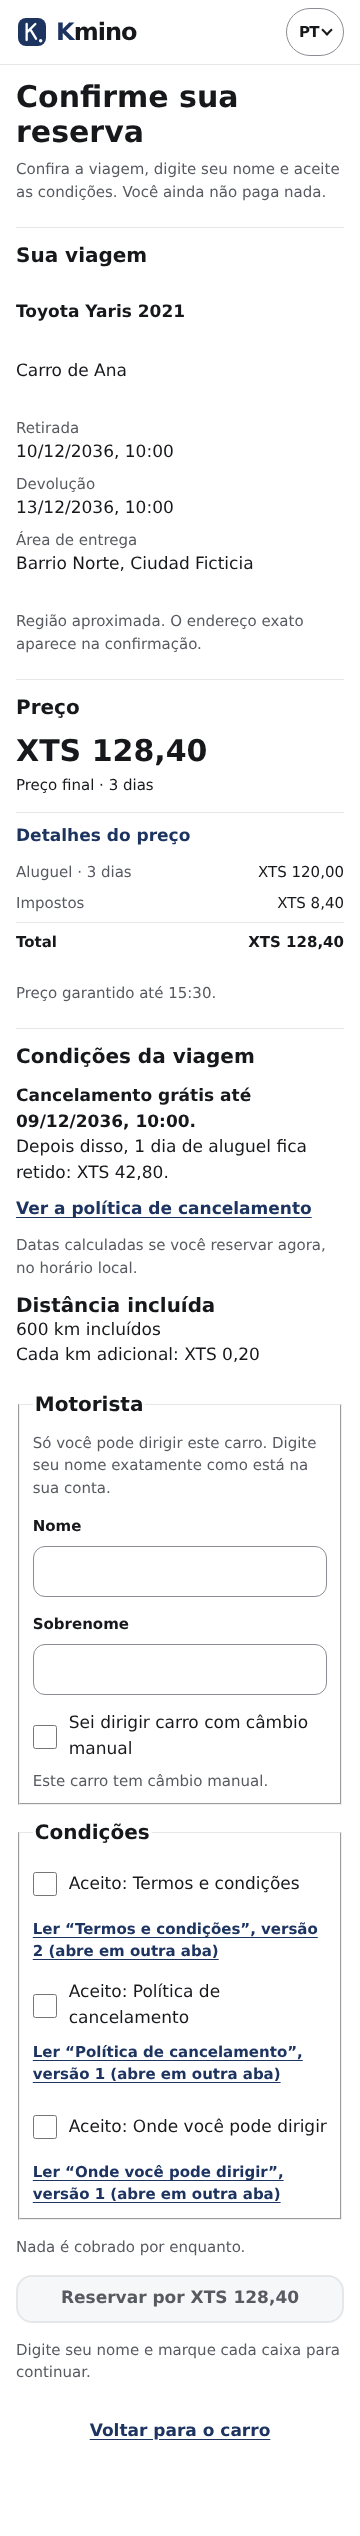 K. Kmino
PT
Confirme sua
reserva
Confira a viagem, digite seu nome e aceite
as condições. Você ainda não paga nada.
Sua viagem
Toyota Yaris 2021
Carro de Ana
Retirada
10/12/2036, 10:00
Devolução
13/12/2036, 10:00
Área de entrega
Barrio Norte, Ciudad Ficticia
Região aproximada. O endereço exato
aparece na confirmação.
Preço
XTS 128,40
Preço final · 3 dias
Detalhes do preço
Aluguel · 3 dias XTS 120,00
Impostos XTS 8,40
Total XTS 128,40
Preço garantido até 15:30.
Condições da viagem
Cancelamento grátis até
09/12/2036, 10:00.
Depois disso, 1 dia de aluguel fica
retido: XTS 42,80.
Ver a política de cancelamento
Datas calculadas se você reservar agora,
no horário local.
Distância incluída
600 km incluídos
Cada km adicional: XTS 0,20
Motorista
Só você pode dirigir este carro. Digite
seu nome exatamente como está na
sua conta.
Nome
Sobrenome
Sei dirigir carro com câmbio
manual
Este carro tem câmbio manual.
Condições
Aceito: Termos e condições
Ler “Termos e condições”, versão
2 (abre em outra aba)
Aceito: Política de
cancelamento
Ler “Política de cancelamento”,
versão 1 (abre em outra aba)
Aceito: Onde você pode dirigir
Ler “Onde você pode dirigir”,
versão 1 (abre em outra aba)
Nada é cobrado por enquanto.
Reservar por XTS 128,40
Digite seu nome e marque cada caixa para
continuar.
Voltar para o carro